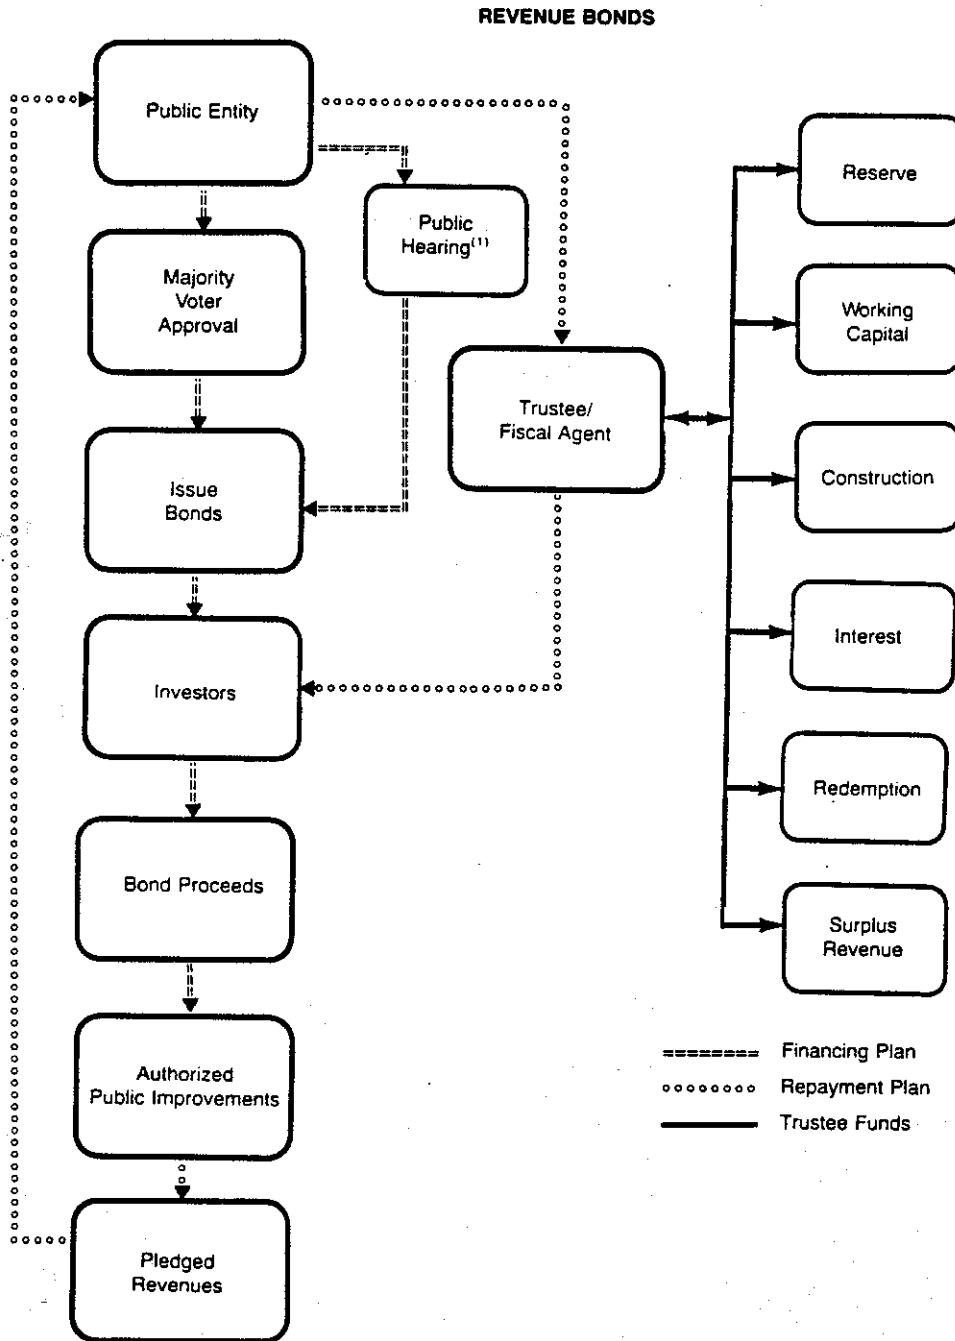 REVENUE BONDS
Public Entity
Public
Hearing(1)
Majority
Voter
Approval
Issue
Bonds
Investors
Bond Proceeds
Authorized
Public Improvements
Pledged
Revenues
Trustee/
Fiscal Agent
Reserve
Working
Capital
Construction
Interest
Redemption
Surplus
Revenue
Financing Plan
Repayment Plan
Trustee Funds